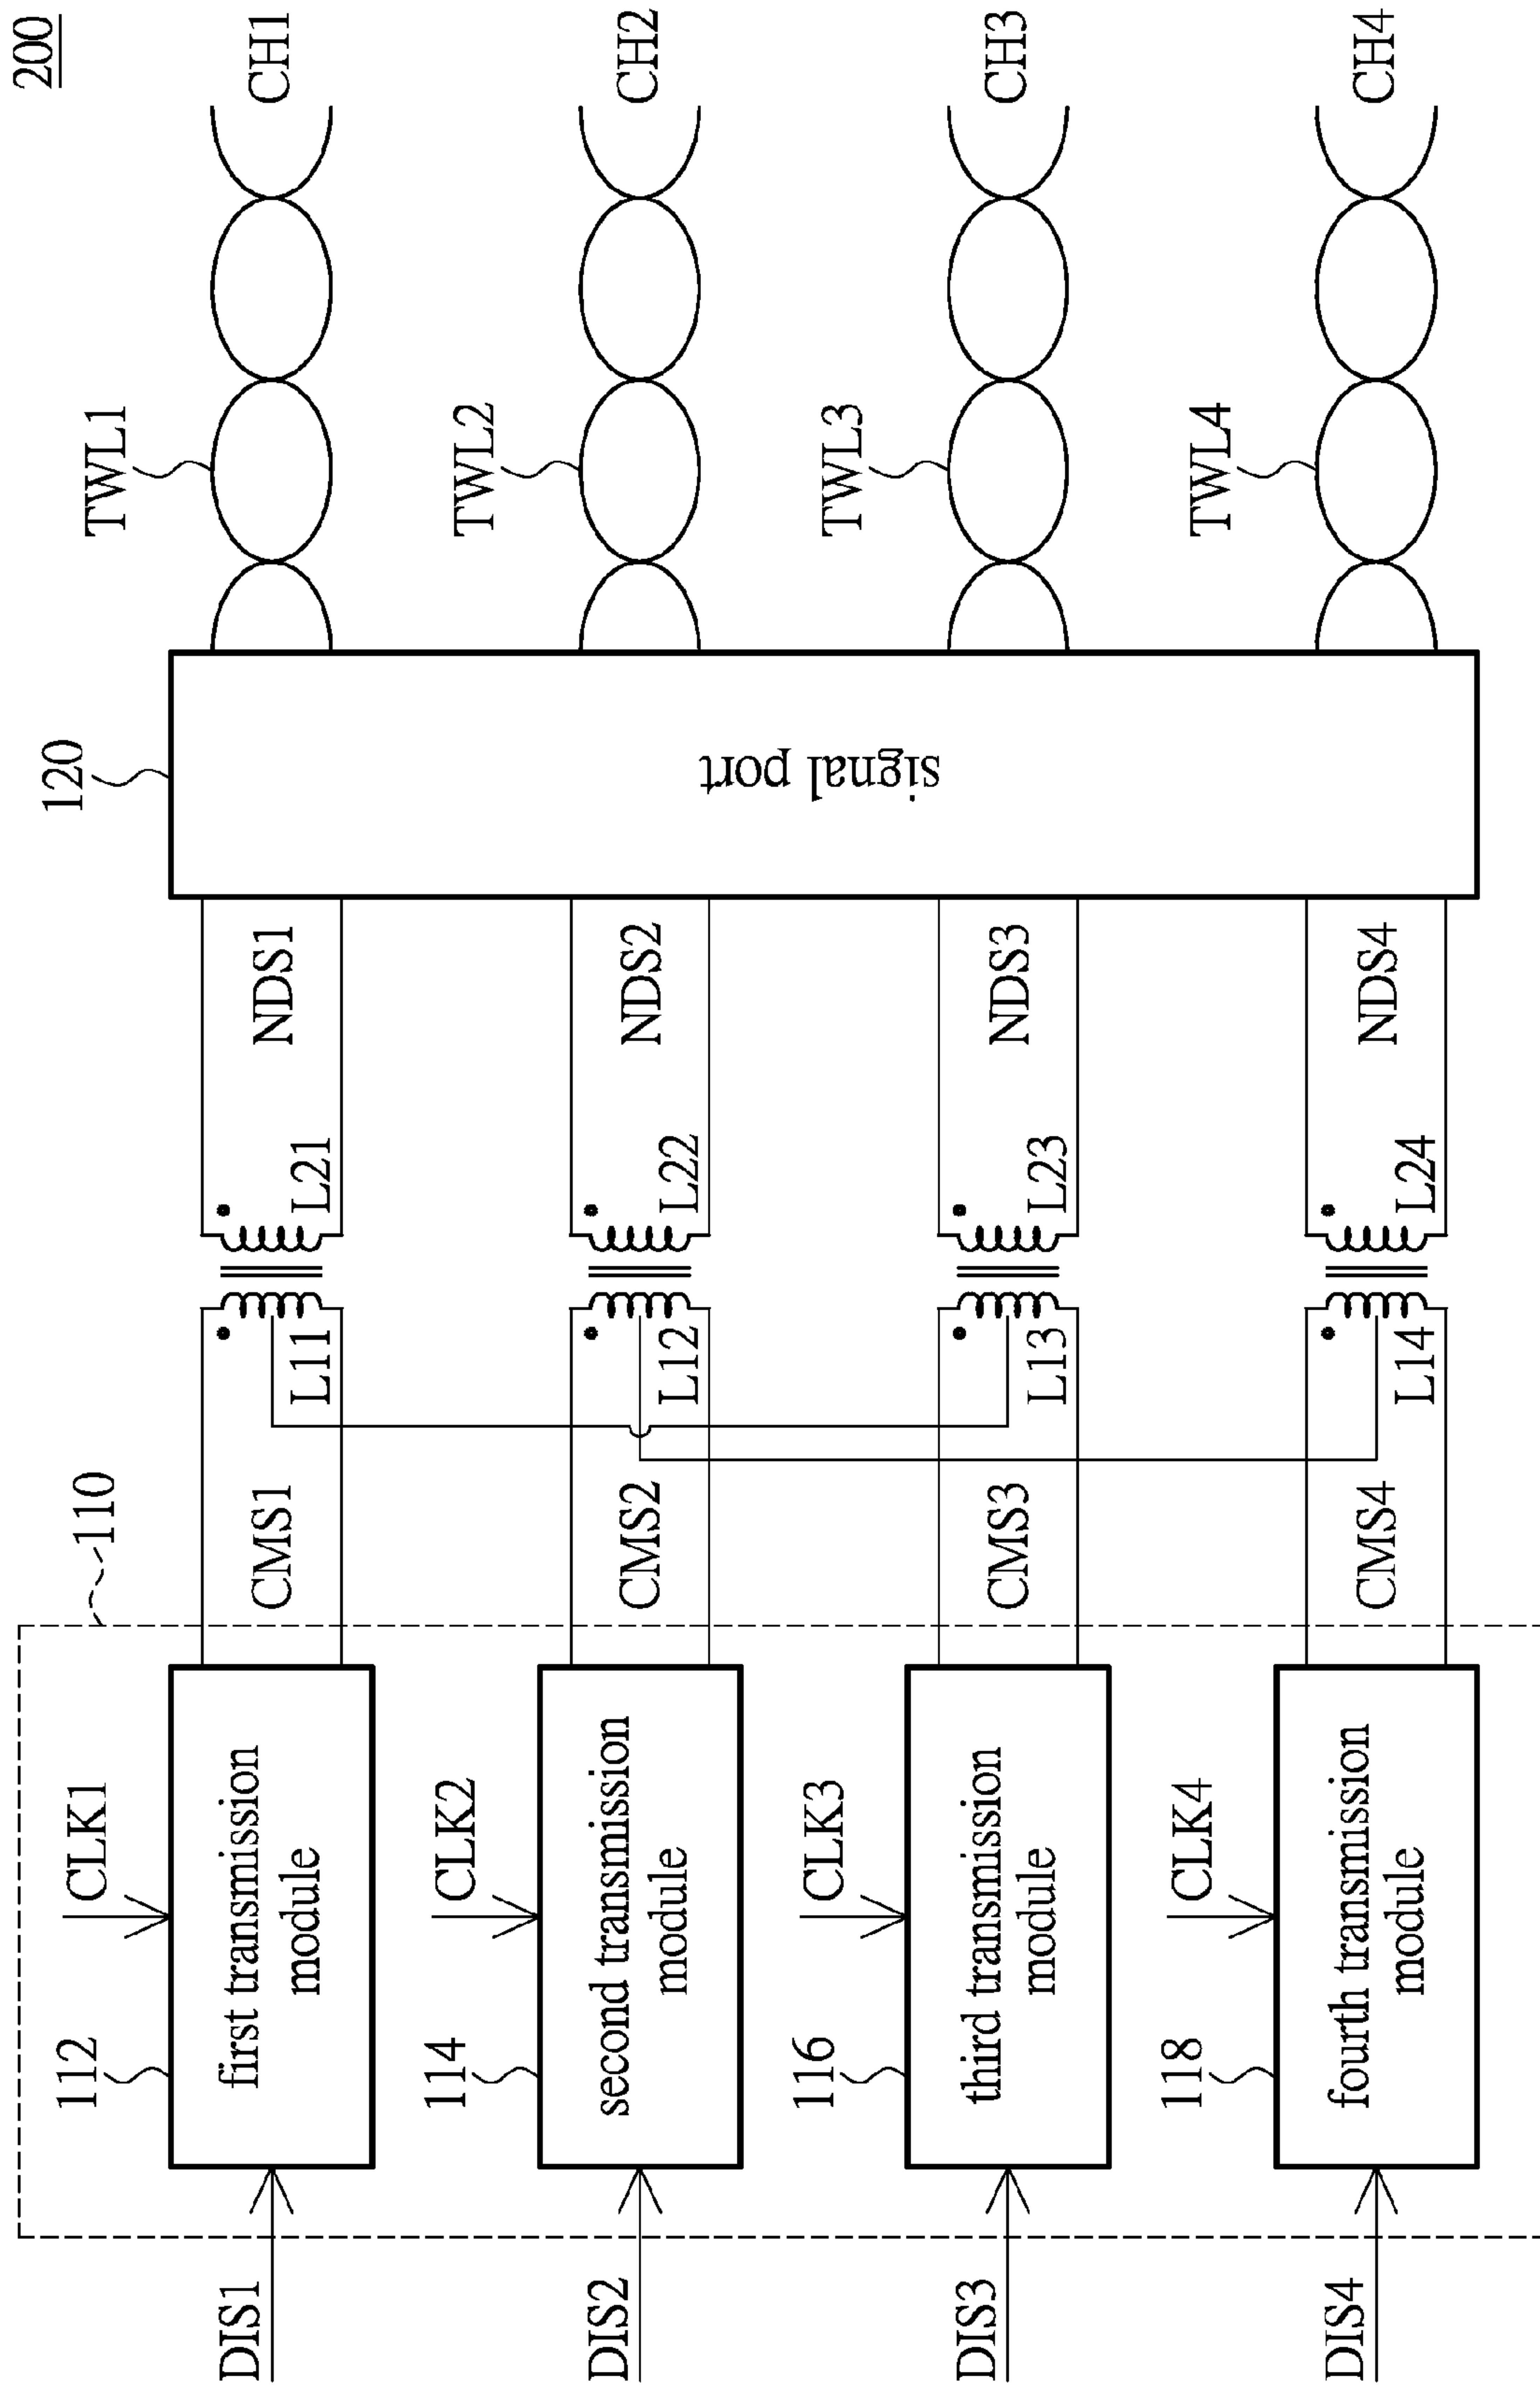 200
110
120
DIS1
112
CLK1
first transmission
module
CMS1
L11
L21
NDS1
TWL1
CH1
DIS2
114
CLK2
second transmission
module
CMS2
L12
L22
NDS2
TWL2
CH2
DIS3
116
CLK3
third transmission
module
CMS3
L13
L23
NDS3
TWL3
CH3
DIS4
118
CLK4
fourth transmission
module
CMS4
L14
L24
NDS4
TWL4
CH4
signal port